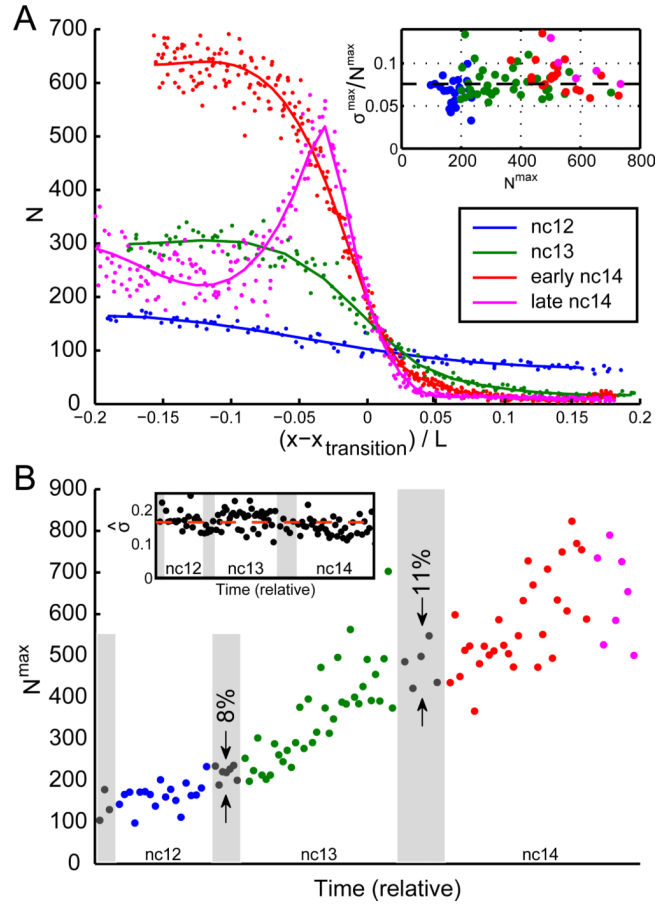 A
700
600
500
400
300
200
100
0
N
−0.2
−0.15
−0.1
−0.05
0
0.05
0.1
0.15
0.2
(x−x_transition) / L
0.1
0.05
σ^max/N^max
0
200
400
600
800
N^max
nc12
nc13
early nc14
late nc14
B
900
800
700
600
500
400
300
200
100
0
N^max
0.2
0.1
0
σ̂
nc12
nc13
nc14
Time (relative)
8%
11%
nc12
nc13
nc14
Time (relative)